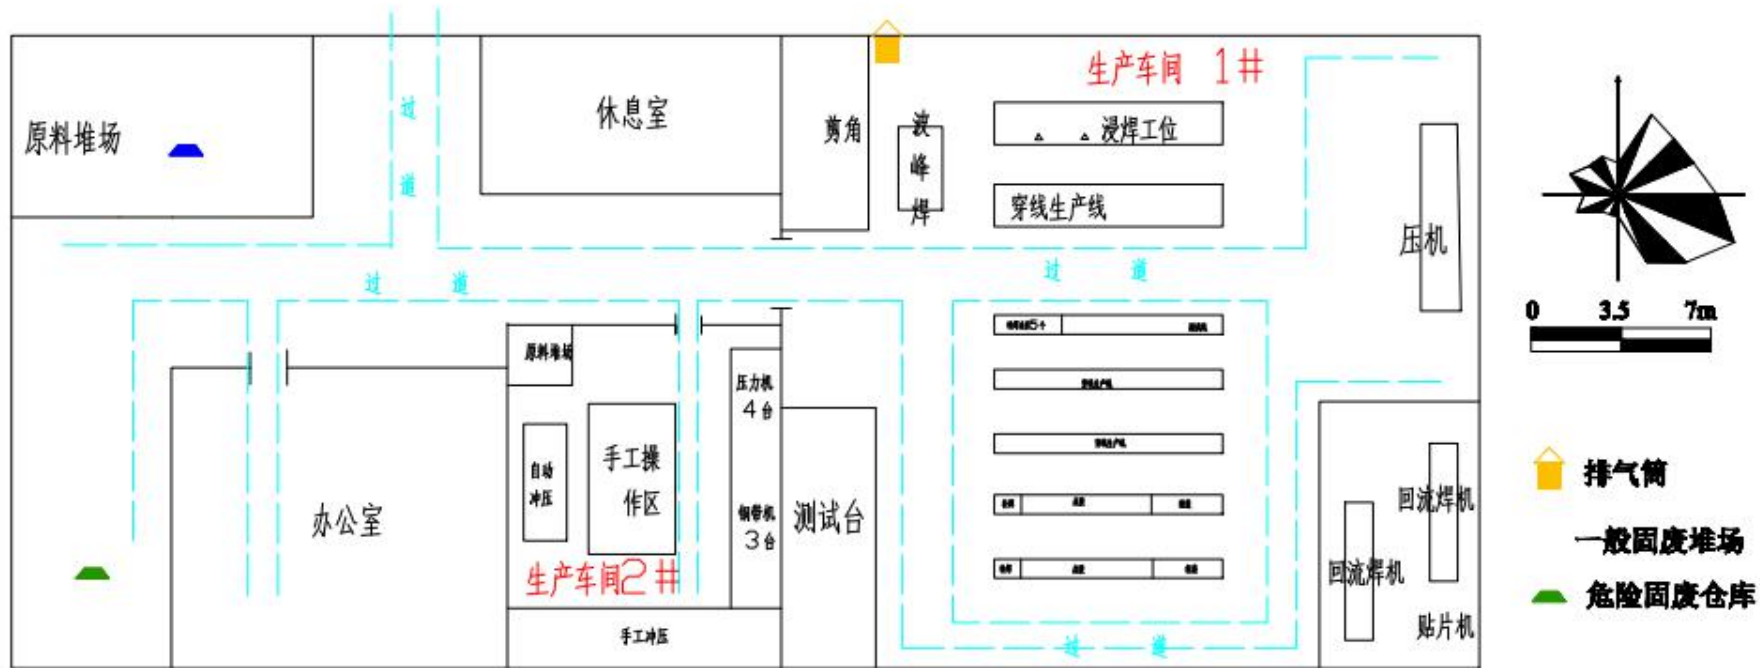 生产车间 1#
过
道
休息室
原料堆场
剪角
波
峰
焊
浸焊工位
穿线生产线
压机
过 道
过 道
0 3.5 7m
原料堆场
压力机
4台
自动
冲压
手工操
作区
铜带机
3台
测试台
办公室
生产车间2#
手工冲压
回流焊机
回流焊机
贴片机
过 道
排气筒
一般固废堆场
危险固废仓库